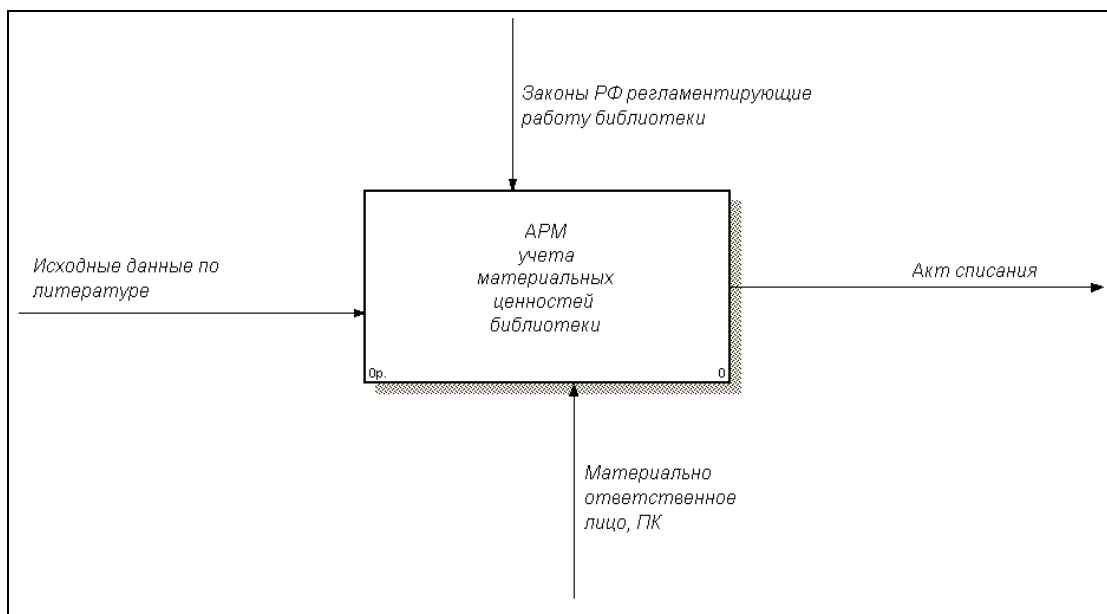 Законы РФ регламентирующие
работу библиотеки
Исходные данные по
литературе
АРМ
учета
материальных
ценностей
библиотеки
0р.
0
Акт списания
Материально
ответственное
лицо, ПК